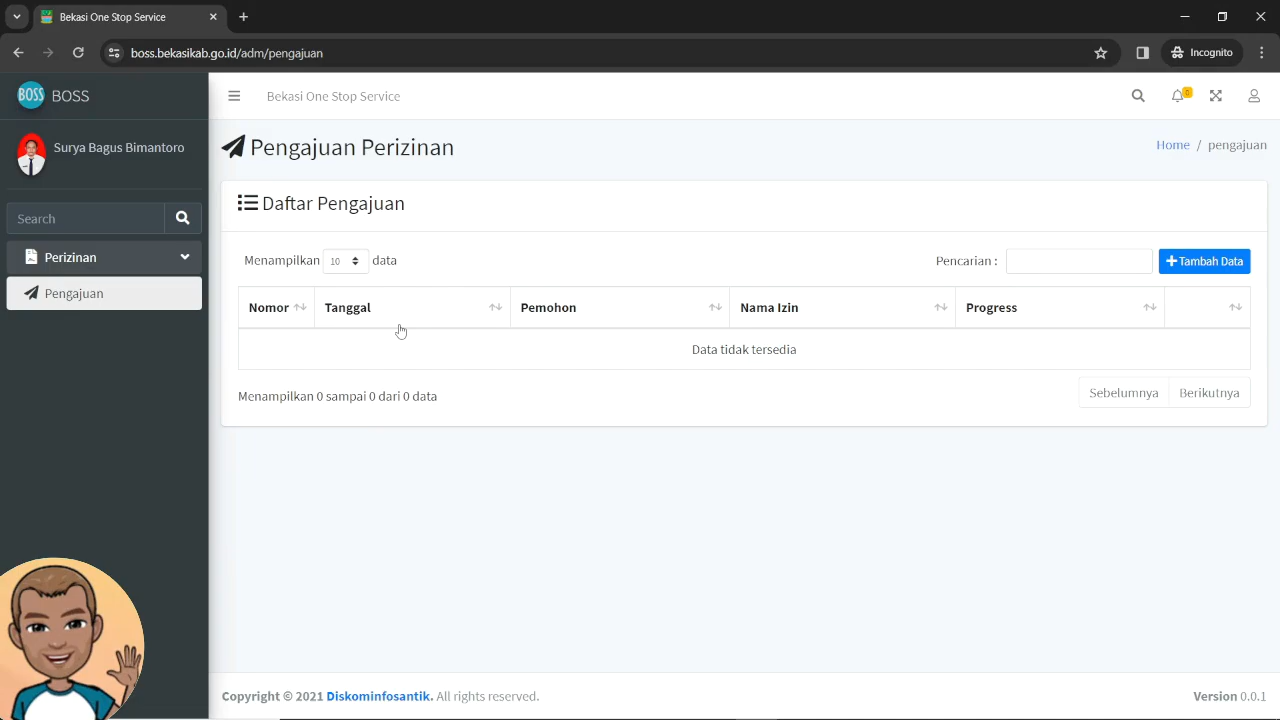 Bekasi One Stop Service
boss.bekasikab.go.id/adm/pengajuan
Incognito
BOSS BOSS
Bekasi One Stop Service
0
Surya Bagus Bimantoro
Pengajuan Perizinan
Home / pengajuan
Search
Daftar Pengajuan
Perizinan
Pengajuan
Menampilkan 10 data
Pencarian :
Tambah Data
Nomor Tanggal Pemohon Nama Izin Progress
Data tidak tersedia
Menampilkan 0 sampai 0 dari 0 data
Sebelumnya Berikutnya
Copyright © 2021 Diskominfosantik. All rights reserved.
Version 0.0.1